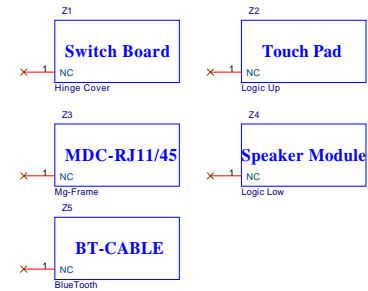 Z1
Switch Board
1
NC
Hinge Cover
Z2
Touch Pad
1
NC
Logic Up
Z3
MDC-RJ11/45
1
NC
Mg-Frame
Z4
Speaker Module
1
NC
Logic Low
Z5
BT-CABLE
1
NC
BlueTooth